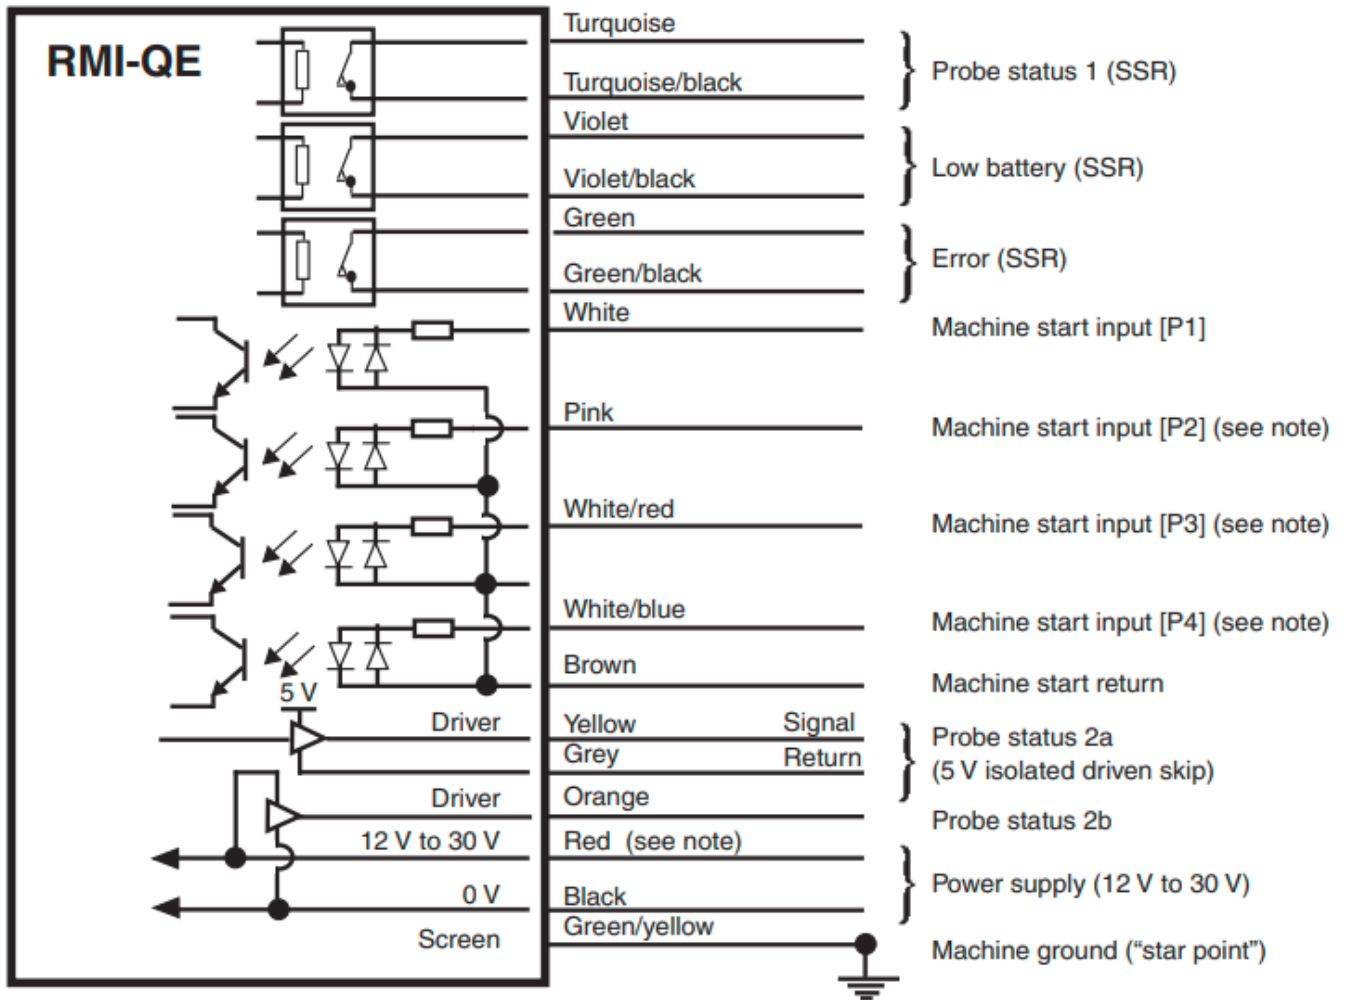 RMI-QE
Turquoise
Turquoise/black
Probe status 1 (SSR)
Violet
Violet/black
Low battery (SSR)
Green
Green/black
Error (SSR)
White
Machine start input [P1]
Pink
Machine start input [P2] (see note)
White/red
Machine start input [P3] (see note)
White/blue
Machine start input [P4] (see note)
Brown
Machine start return
5 V
Driver
Yellow
Signal
Grey
Return
Probe status 2a
(5 V isolated driven skip)
Driver
Orange
Probe status 2b
12 V to 30 V
Red (see note)
0 V
Black
Power supply (12 V to 30 V)
Screen
Green/yellow
Machine ground (“star point”)